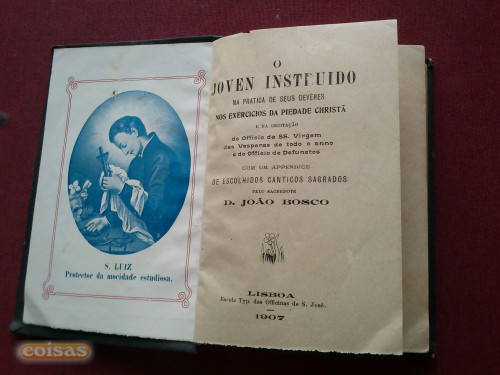 S. LUIZ
Protector da mocidade estudiosa.
O
JOVEN INSTRUIDO
NA PRATICA DE SEUS DEVERES
NOS EXERCICIOS DA PIEDADE CHRISTÃ
E NA RECITAÇÃO
do Officio da SS. Virgem
das Vesperas de todo o anno
e do Officio de Defunctos
COM UM APPENDICE
DE ESCOLHIDOS CANTICOS SAGRADOS
PELO SACERDOTE
D. JOÃO BOSCO
LISBOA
Escola Typ. das Officinas de S. José.
1907
coisas